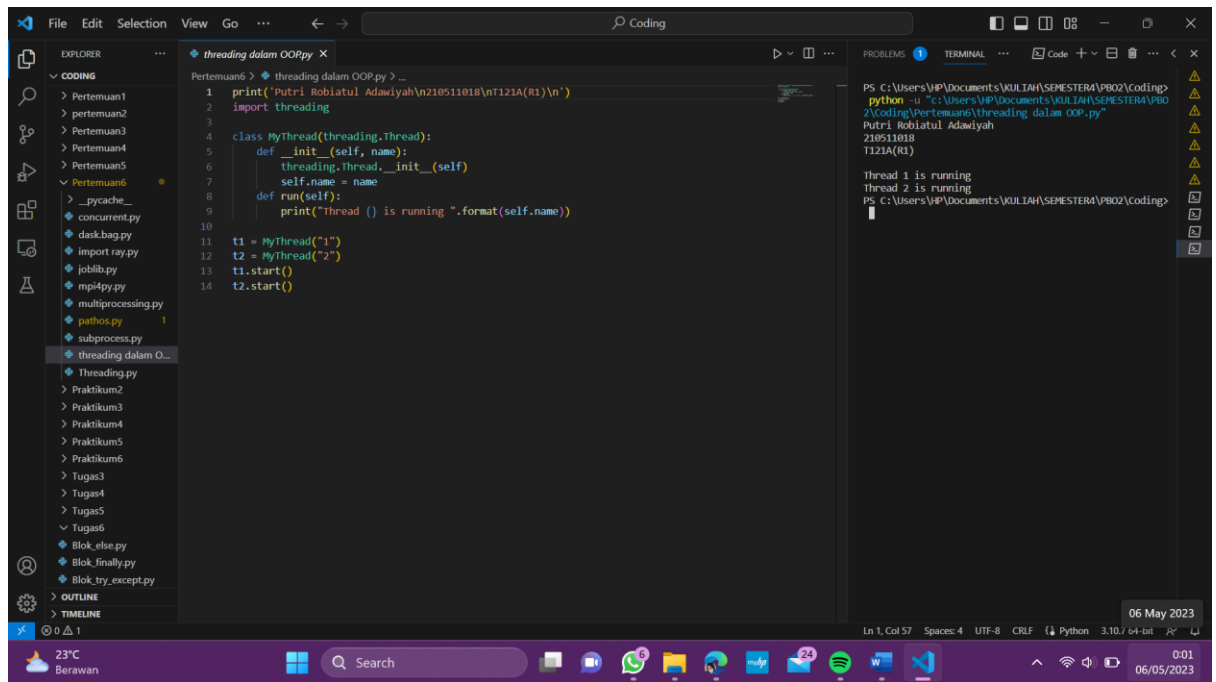 File Edit Selection View Go ··· Coding
EXPLORER ···
CODING
Pertemuan1
pertemuan2
Pertemuan3
Pertemuan4
Pertemuan5
Pertemuan6
__pycache__
concurrent.py
dask.bag.py
import ray.py
joblib.py
mpi4py.py
multiprocessing.py
pathos.py 1
subprocess.py
threading dalam O...
Threading.py
Praktikum2
Praktikum3
Praktikum4
Praktikum5
Praktikum6
Tugas3
Tugas4
Tugas5
Tugas6
Blok_else.py
Blok_finally.py
Blok_try_except.py
OUTLINE
TIMELINE
threading dalam OOP.py
Pertemuan6 > threading dalam OOP.py > ...
1 print('Putri Robiatul Adawiyah\n210511018\nT121A(R1)\n')
2 import threading
3
4 class MyThread(threading.Thread):
5 def __init__(self, name):
6 threading.Thread.__init__(self)
7 self.name = name
8 def run(self):
9 print("Thread {} is running ".format(self.name))
10
11 t1 = MyThread("1")
12 t2 = MyThread("2")
13 t1.start()
14 t2.start()
PROBLEMS 1 TERMINAL ··· Code
PS C:\Users\HP\Documents\KULIAH\SEMESTER4\PBO2\Coding>
python -u "c:\Users\HP\Documents\KULIAH\SEMESTER4\PBO
2\Coding\Pertemuan6\threading dalam OOP.py"
Putri Robiatul Adawiyah
210511018
T121A(R1)
Thread 1 is running
Thread 2 is running
PS C:\Users\HP\Documents\KULIAH\SEMESTER4\PBO2\Coding>
06 May 2023
0 1 Ln 1, Col 57 Spaces: 4 UTF-8 CRLF Python 3.10.7 64-bit
23°C
Berawan
Search
6
24
0:01
06/05/2023